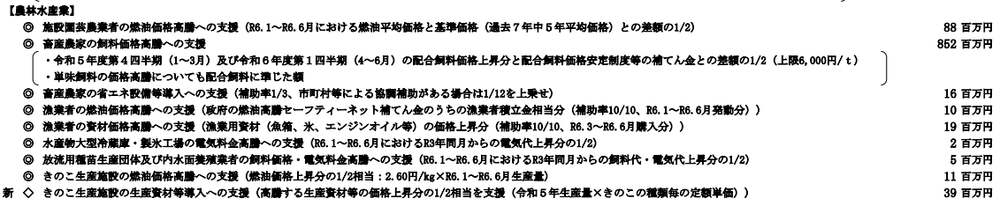 【農林水産業】
◎ 施設園芸農業者の燃油価格高騰への支援（R6.1～R6.6月における燃油平均価格と基準価格（過去７年中５年平均価格）との差額の1/2） 88 百万円
◎ 畜産農家の飼料価格高騰への支援 852 百万円
・令和５年度第４四半期（1～3月）及び令和６年度第１四半期（4～6月）の配合飼料価格上昇分と配合飼料価格安定制度等の補てん金との差額の1/2（上限6,000円/ｔ）
・単味飼料の価格高騰についても配合飼料に準じた額
◎ 畜産農家の省エネ設備等導入への支援（補助率1/3、市町村等による協調補助がある場合は1/12を上乗せ） 16 百万円
◎ 漁業者の燃油価格高騰への支援（政府の燃油高騰セーフティーネット補てん金のうちの漁業者積立金相当分（補助率10/10、R6.1～R6.6月発動分）） 10 百万円
◎ 漁業者の資材価格高騰への支援（漁業用資材（魚箱、氷、エンジンオイル等）の価格上昇分（補助率10/10、R6.3～R6.6月購入分）） 19 百万円
◎ 水産物大型冷蔵庫・製氷工場の電気料金高騰への支援（R6.1～R6.6月におけるR3年同月からの電気代上昇分の1/2） 2 百万円
◎ 放流用種苗生産団体及び内水面養殖業者の飼料価格・電気料金高騰への支援（R6.1～R6.6月におけるR3年同月からの飼料代・電気代上昇分の1/2） 5 百万円
◎ きのこ生産施設の燃油価格高騰への支援（燃油価格上昇分の1/2相当：2.60円/kg×R6.1～R6.6月生産量） 11 百万円
新 ◇ きのこ生産施設の生産資材等導入への支援（高騰する生産資材等の価格上昇分の1/2相当を支援（令和５年生産量×きのこの種類毎の定額単価）） 39 百万円